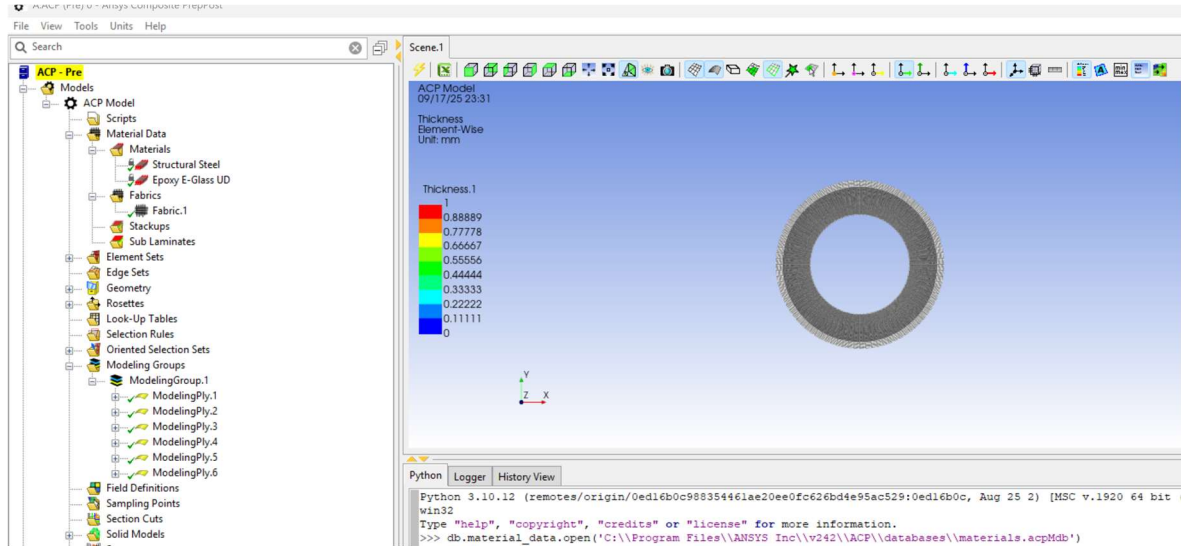 A:ACP (Pre) 0 - Ansys Composite PrepPost
File View Tools Units Help
Search
ACP - Pre
Models
ACP Model
Scripts
Material Data
Materials
Structural Steel
Epoxy E-Glass UD
Fabrics
Fabric.1
Stackups
Sub Laminates
Element Sets
Edge Sets
Geometry
Rosettes
Look-Up Tables
Selection Rules
Oriented Selection Sets
Modeling Groups
ModelingGroup.1
ModelingPly.1
ModelingPly.2
ModelingPly.3
ModelingPly.4
ModelingPly.5
ModelingPly.6
Field Definitions
Sampling Points
Section Cuts
Solid Models
Scene.1
ACP Model
09/17/25 23:31
Thickness
Element-Wise
Unit: mm
Thickness.1
1
0.88889
0.77778
0.66667
0.55556
0.44444
0.33333
0.22222
0.11111
0
Y
Z X
Python Logger History View
Python 3.10.12 (remotes/origin/0ed16b0c988354461ae20ee0fc626bd4e95ac529:0ed16b0c, Aug 25 2) [MSC v.1920 64 bit
win32
Type "help", "copyright", "credits" or "license" for more information.
>>> db.material_data.open('C:\\Program Files\\ANSYS Inc\\v242\\ACP\\databases\\materials.acpMdb')